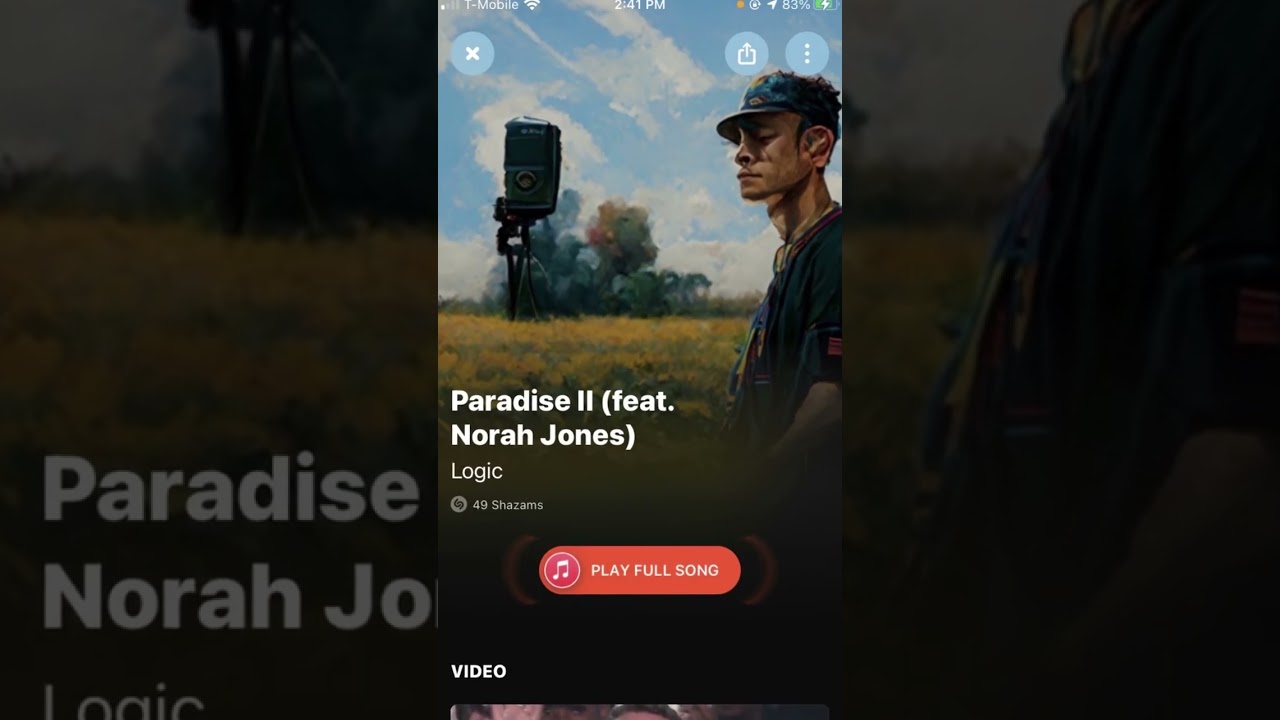 T-Mobile 2:41 PM 83%
Paradise II (feat.
Norah Jones)
Logic
49 Shazams
PLAY FULL SONG
VIDEO
Paradise
Norah Jo
Logic